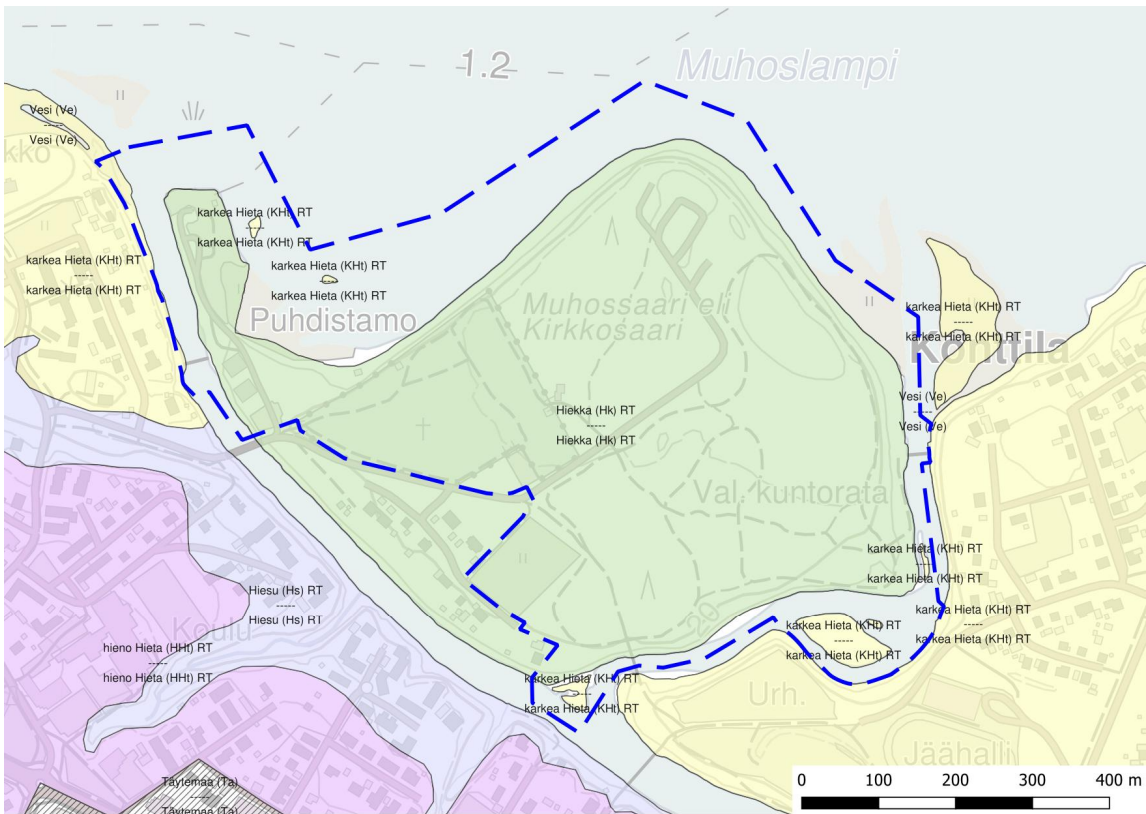 1.2
Muhoslampi
Vesi (Ve)
-----
Vesi (Ve)
karkea Hieta (KHt) RT
-----
karkea Hieta (KHt) RT
karkea Hieta (KHt) RT
-----
karkea Hieta (KHt) RT
karkea Hieta (KHt) RT
-----
karkea Hieta (KHt) RT
Puhdistamo
Muhossaari eli
Kirkkosaari
karkea Hieta (KHt) RT
-----
karkea Hieta (KHt) RT
Konttila
Vesi (Ve)
-----
Vesi (Ve)
Hiekka (Hk) RT
-----
Hiekka (Hk) RT
Val. kuntorata
karkea Hieta (KHt) RT
-----
karkea Hieta (KHt) RT
Hiesu (Hs) RT
-----
Hiesu (Hs) RT
Koulu
karkea Hieta (KHt) RT
-----
karkea Hieta (KHt) RT
karkea Hieta (KHt) RT
-----
karkea Hieta (KHt) RT
hieno Hieta (HHt) RT
-----
hieno Hieta (HHt) RT
karkea Hieta (KHt) RT
-----
karkea Hieta (KHt) RT
Urh.
Jäähalli
Täytemaa (Ta)
-----
Täytemaa (Ta)
0 100 200 300 400 m